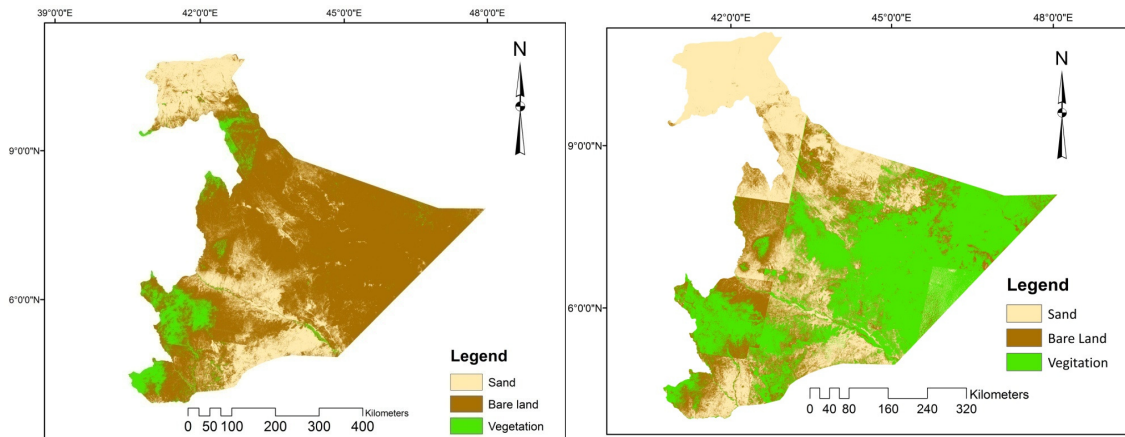 39°0'0"E 42°0'0"E 45°0'0"E 48°0'0"E
N
9°0'0"N
6°0'0"N
Legend
Sand
Bare land
Vegetation
Kilometers
0 50 100 200 300 400
42°0'0"E 45°0'0"E 48°0'0"E
N
9°0'0"N
6°0'0"N
Legend
Sand
Bare Land
Vegitation
Kilometers
0 40 80 160 240 320